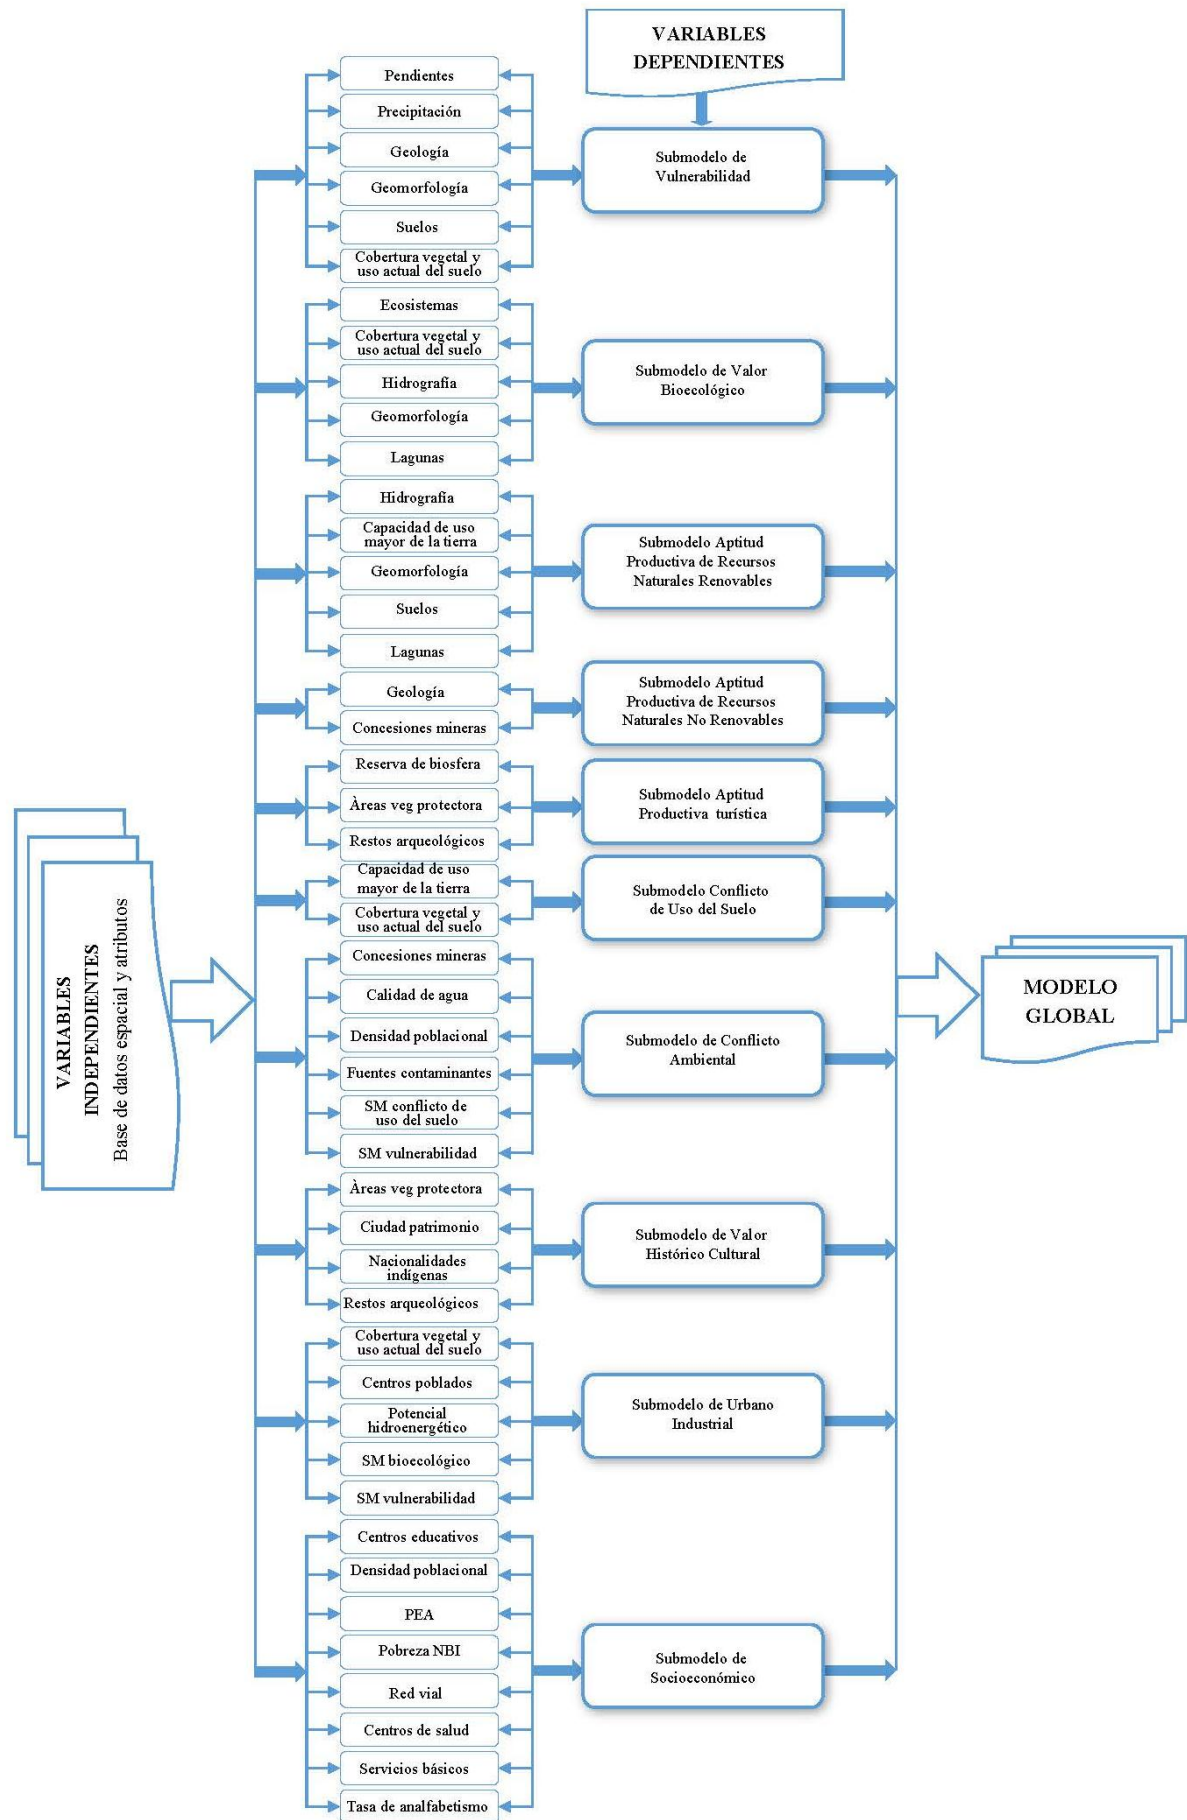 VARIABLES
DEPENDIENTES
Pendientes
Precipitación
Geología
Geomorfología
Suelos
Cobertura vegetal y
uso actual del suelo
Submodelo de
Vulnerabilidad
Ecosistemas
Cobertura vegetal y
uso actual del suelo
Hidrografía
Geomorfología
Lagunas
Submodelo de Valor
Bioecológico
Hidrografía
Capacidad de uso
mayor de la tierra
Geomorfología
Suelos
Lagunas
Submodelo Aptitud
Productiva de Recursos
Naturales Renovables
Geología
Concesiones mineras
Submodelo Aptitud
Productiva de Recursos
Naturales No Renovables
Reserva de biosfera
Àreas veg protectora
Restos arqueológicos
Submodelo Aptitud
Productiva turística
Capacidad de uso
mayor de la tierra
Cobertura vegetal y
uso actual del suelo
Submodelo Conflicto
de Uso del Suelo
VARIABLES
INDEPENDIENTES
Base de datos espacial y atributos
Concesiones mineras
Calidad de agua
Densidad poblacional
Fuentes contaminantes
SM conflicto de
uso del suelo
SM vulnerabilidad
Submodelo de Conflicto
Ambiental
MODELO
GLOBAL
Àreas veg protectora
Ciudad patrimonio
Nacionalidades
indígenas
Restos arqueológicos
Submodelo de Valor
Histórico Cultural
Cobertura vegetal y
uso actual del suelo
Centros poblados
Potencial
hidroenergético
SM bioecológico
SM vulnerabilidad
Submodelo de Urbano
Industrial
Centros educativos
Densidad poblacional
PEA
Pobreza NBI
Red vial
Centros de salud
Servicios básicos
Tasa de analfabetismo
Submodelo de
Socioeconómico